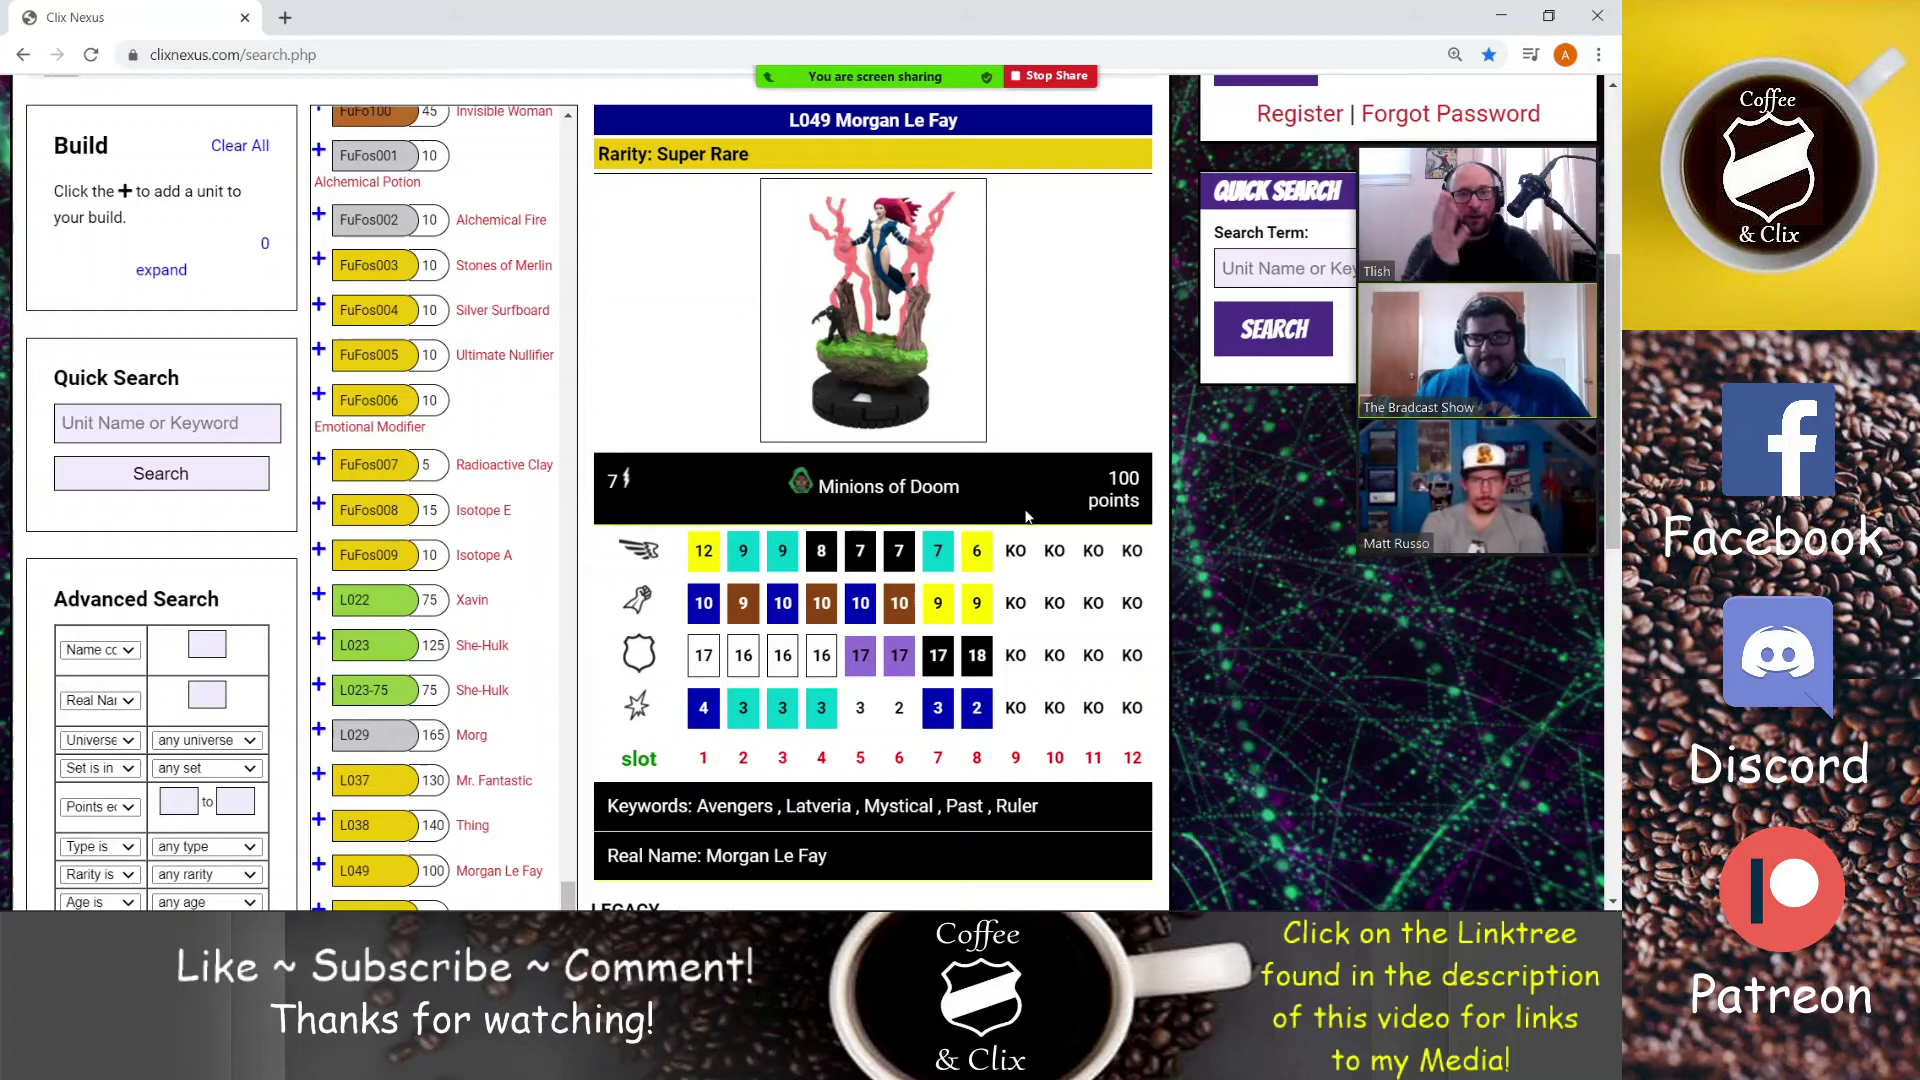 Clix Nexus
clixnexus.com/search.php
A
You are screen sharing
Stop Share
Build
Clear All
Click the + to add a unit to
your build.
0
expand
Quick Search
Unit Name or Keyword
Search
Advanced Search
Name cc
Real Nar
Universe
any universe
Set is in
any set
Points ec
to
Type is
any type
Rarity is
any rarity
Age is
any age
FuFo100 45 Invisible Woman
FuFos001 10
Alchemical Potion
FuFos002 10 Alchemical Fire
FuFos003 10 Stones of Merlin
FuFos004 10 Silver Surfboard
FuFos005 10 Ultimate Nullifier
FuFos006 10
Emotional Modifier
FuFos007 5 Radioactive Clay
FuFos008 15 Isotope E
FuFos009 10 Isotope A
L022 75 Xavin
L023 125 She-Hulk
L023-75 75 She-Hulk
L029 165 Morg
L037 130 Mr. Fantastic
L038 140 Thing
L049 100 Morgan Le Fay
L049 Morgan Le Fay
Rarity: Super Rare
7
Minions of Doom
100
points
12 9 9 8 7 7 7 6 KO KO KO KO
10 9 10 10 10 10 9 9 KO KO KO KO
17 16 16 16 17 17 17 18 KO KO KO KO
4 3 3 3 3 2 3 2 KO KO KO KO
slot 1 2 3 4 5 6 7 8 9 10 11 12
Keywords: Avengers , Latveria , Mystical , Past , Ruler
Real Name: Morgan Le Fay
LEGACY
Register | Forgot Password
QUICK SEARCH
Search Term:
Unit Name or Key
SEARCH
Tlish
The Bradcast Show
Matt Russo
Coffee
& Clix
Facebook
Discord
Patreon
Like ~ Subscribe ~ Comment!
Thanks for watching!
Coffee
& Clix
Click on the Linktree
found in the description
of this video for links
to my Media!